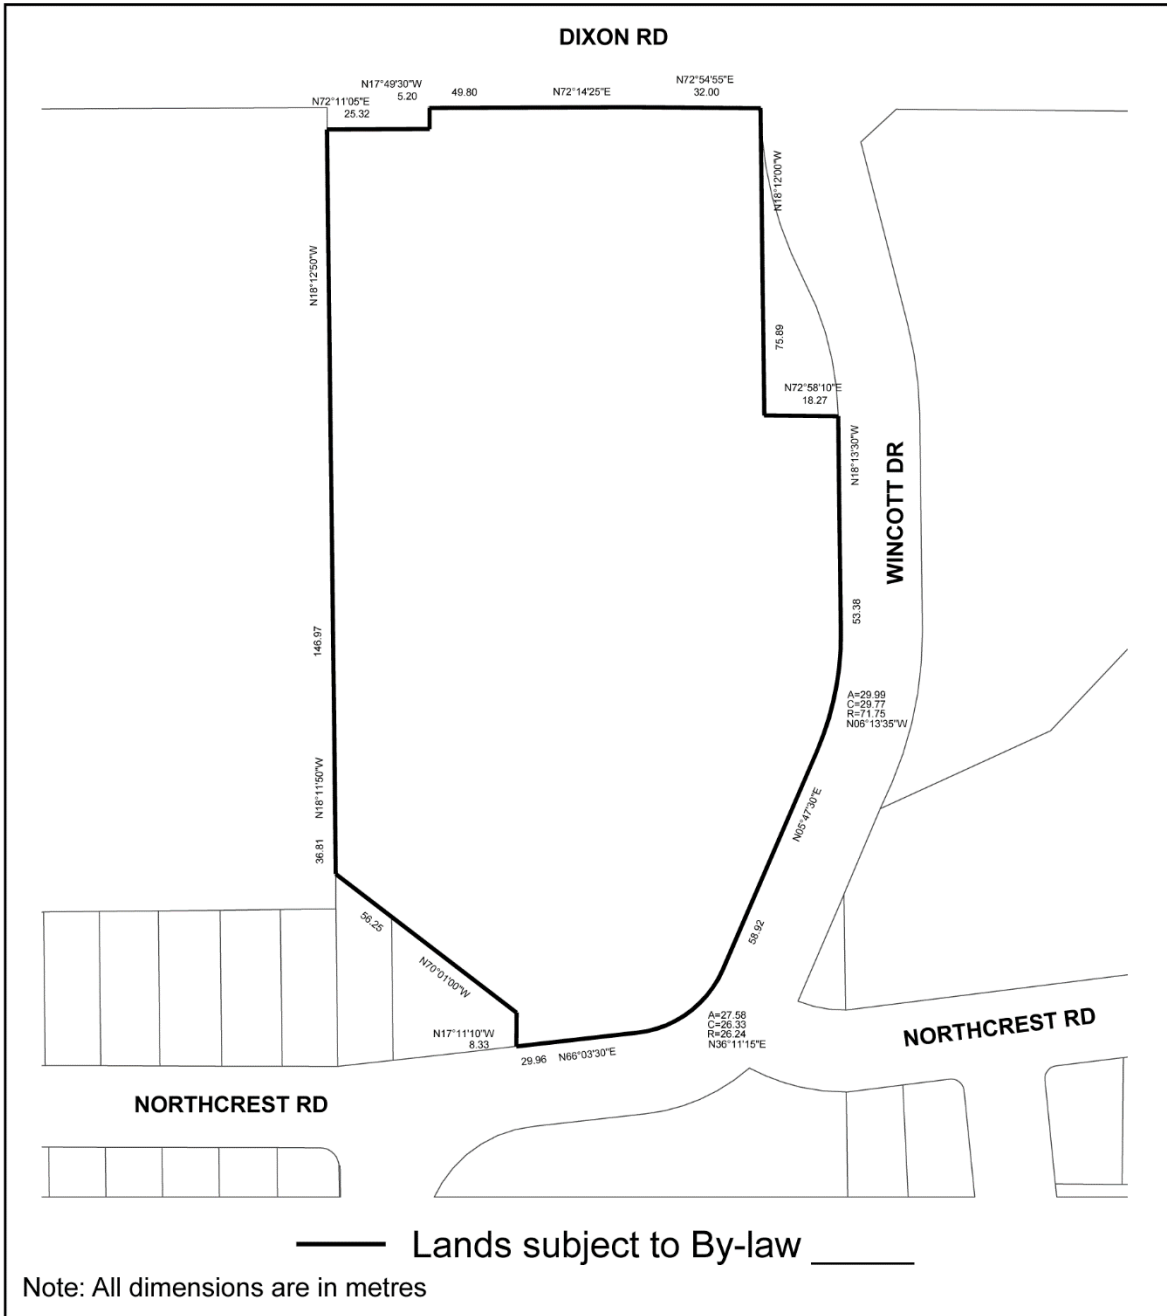 DIXON RD
N17°49'30"W
5.20
N72°11'05"E
25.32
49.80
N72°14'25"E
N72°54'55"E
32.00
N18°12'00"W
75.89
N72°58'10"E
18.27
N18°13'30"W
53.38
WINCOTT DR
N18°12'50"W
146.97
N18°11'50"W
36.81
A=29.99
C=29.77
R=71.75
N06°13'35"W
N05°47'30"E
58.92
56.25
N70°01'00"W
N17°11'10"W
8.33
29.96 N66°03'30"E
A=27.58
C=26.33
R=26.24
N36°11'15"E
NORTHCREST RD
NORTHCREST RD
Lands subject to By-law ______
Note: All dimensions are in metres